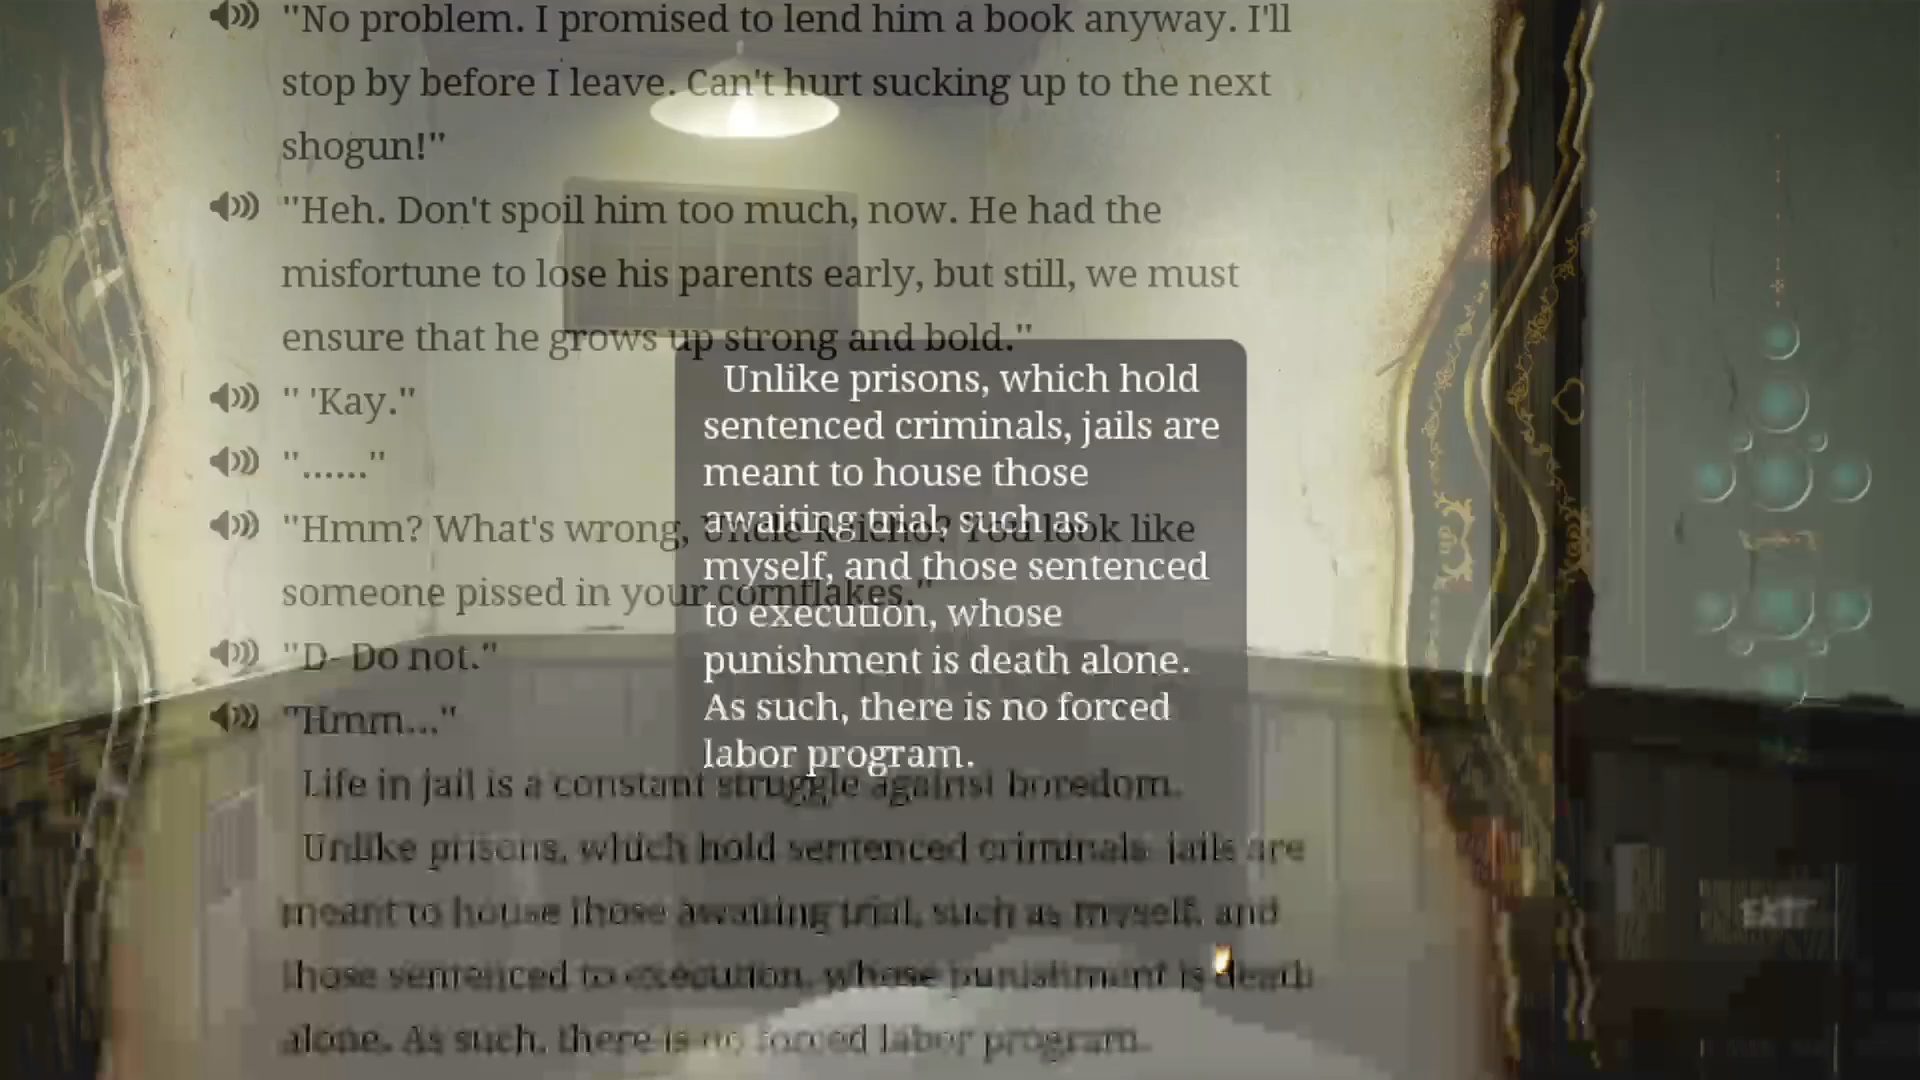 "No problem. I promised to lend him a book anyway. I'll
stop by before I leave. Can't hurt sucking up to the next
shogun!"
"Heh. Don't spoil him too much, now. He had the
misfortune to lose his parents early, but still, we must
ensure that he grows up strong and bold."
" 'Kay."
"......"
"Hmm? What's wrong, Uncle Reicho? You look like
someone pissed in your cornflakes."
"D- Do not."
"Hmm..."
Life in jail is a constant struggle against boredom.
Unlike prisons, which hold sentenced criminals, jails are
meant to house those awaiting trial, such as myself, and
those sentenced to execution, whose punishment is death
alone. As such, there is no forced labor program.
Unlike prisons, which hold
sentenced criminals, jails are
meant to house those
awaiting trial, such as
myself, and those sentenced
to execution, whose
punishment is death alone.
As such, there is no forced
labor program.
EXIT